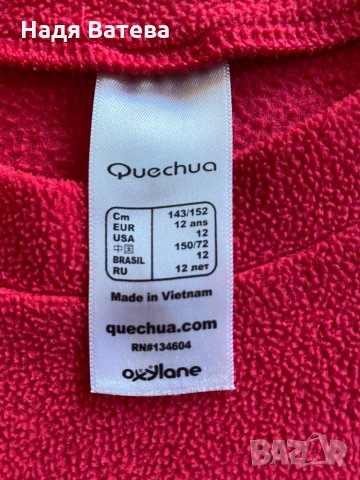 Надя Ватева
Quechua
Cm 143/152
EUR 12 ans
USA 12
中国 150/72
BRASIL 12
RU 12 лет
Made in Vietnam
quechua.com
RN#134604
oxylane
BAZAR